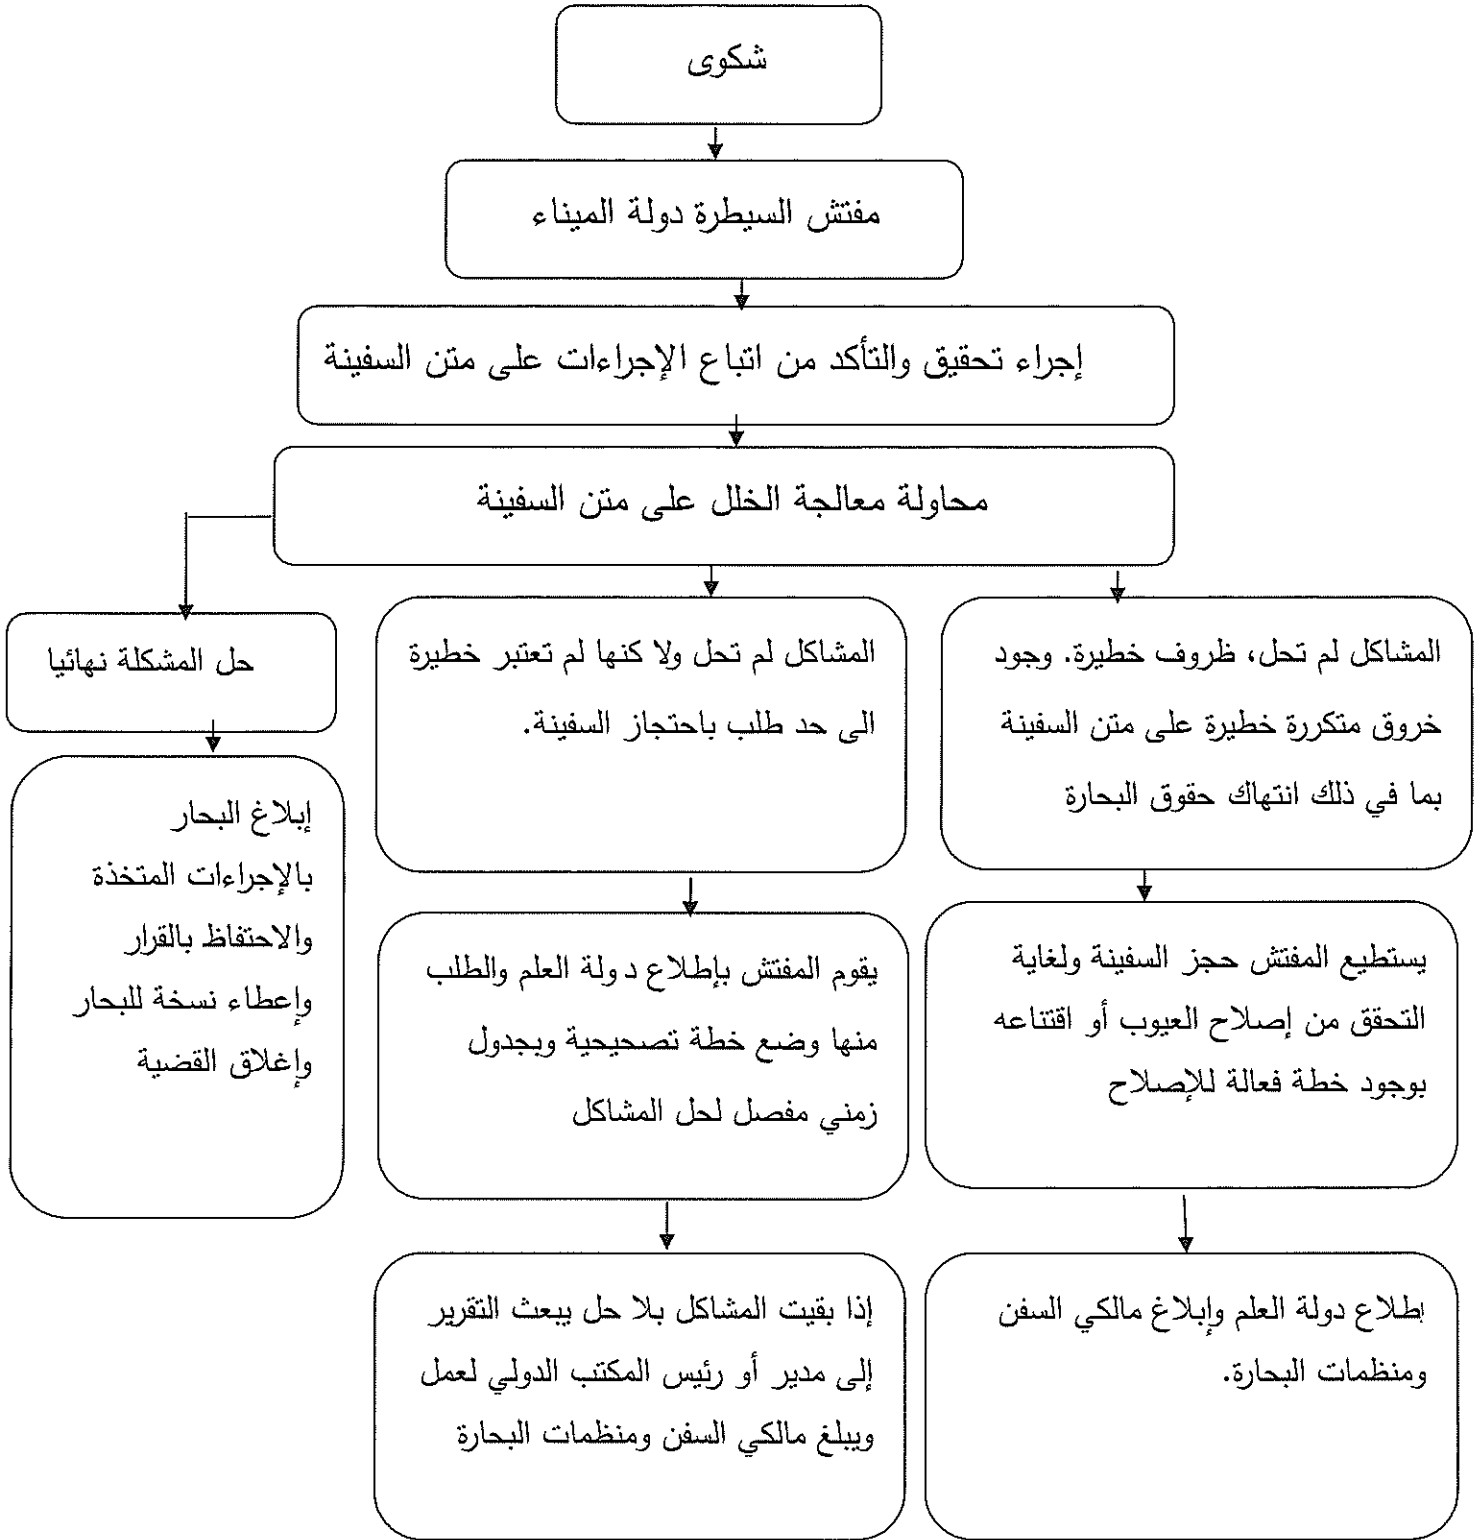 شكوى
مفتش السيطرة دولة الميناء
إجراء تحقيق والتأكد من اتباع الإجراءات على متن السفينة
محاولة معالجة الخلل على متن السفينة
المشاكل لم تحل، ظروف خطيرة. وجود
خروق متكررة خطيرة على متن السفينة
بما في ذلك انتهاك حقوق البحارة
المشاكل لم تحل ولا كنها لم تعتبر خطيرة
الى حد طلب باحتجاز السفينة.
حل المشكلة نهائيا
يستطيع المفتش حجز السفينة ولغاية
التحقق من إصلاح العيوب أو اقتناعه
بوجود خطة فعالة للإصلاح
يقوم المفتش بإطلاع دولة العلم والطلب
منها وضع خطة تصحيحية وبجدول
زمني مفصل لحل المشاكل
إبلاغ البحار
بالإجراءات المتخذة
والاحتفاظ بالقرار
وإعطاء نسخة للبحار
وإغلاق القضية
إطلاع دولة العلم وإبلاغ مالكي السفن
ومنظمات البحارة.
إذا بقيت المشاكل بلا حل يبعث التقرير
إلى مدير أو رئيس المكتب الدولي لعمل
ويبلغ مالكي السفن ومنظمات البحارة